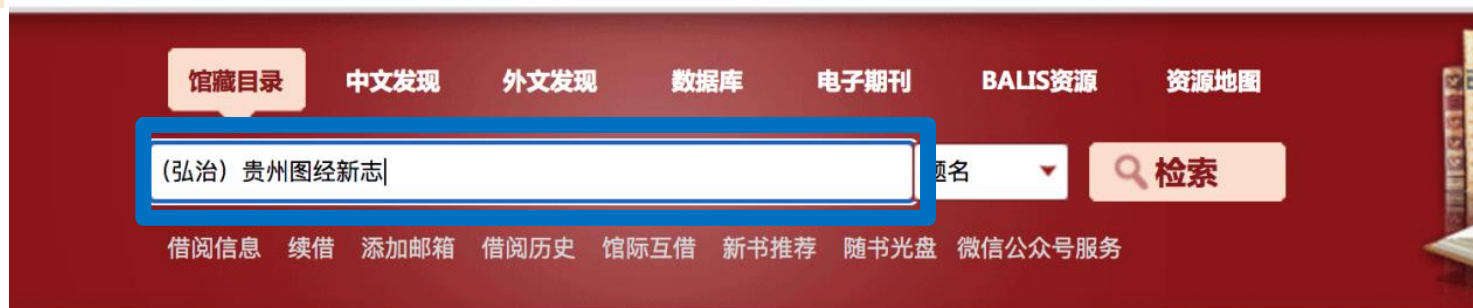 馆藏目录 中文发现 外文发现 数据库 电子期刊 BALIS资源 资源地图
（弘治）贵州图经新志 题名 检索
借阅信息 续借 添加邮箱 借阅历史 馆际互借 新书推荐 随书光盘 微信公众号服务